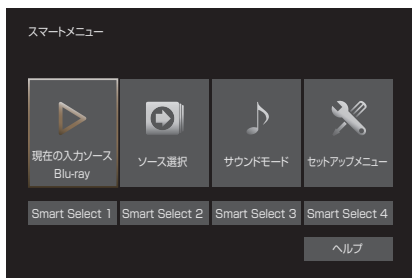 スマートメニュー
現在の入力ソース
Blu-ray
ソース選択
サウンドモード
セットアップメニュー
Smart Select 1
Smart Select 2
Smart Select 3
Smart Select 4
ヘルプ